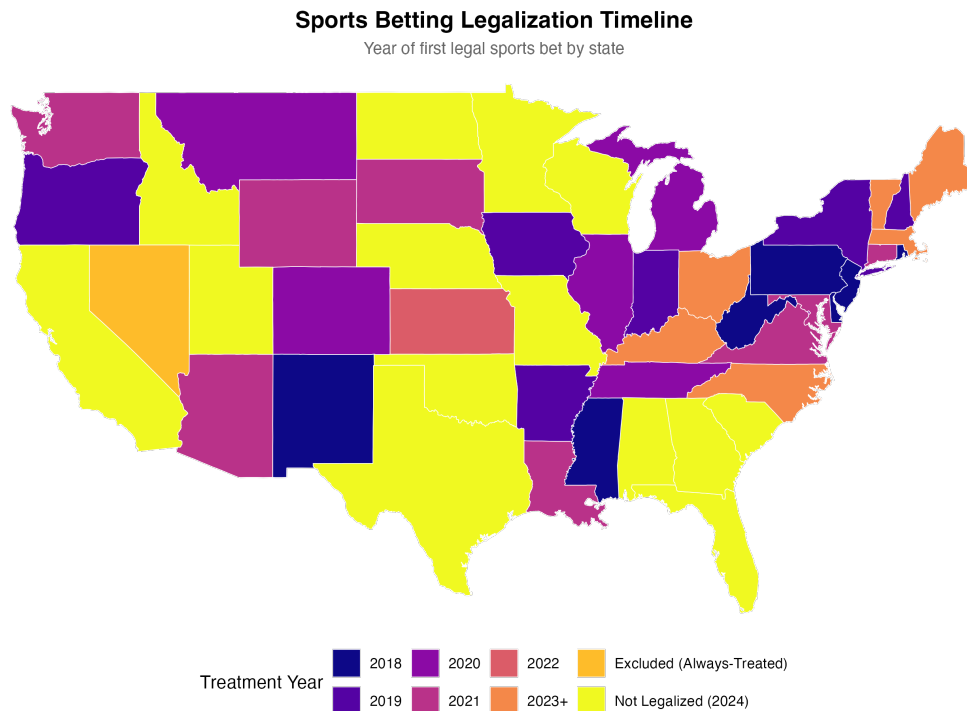 Sports Betting Legalization Timeline
Year of first legal sports bet by state
Treatment Year
2018
2020
2022
Excluded (Always-Treated)
2019
2021
2023+
Not Legalized (2024)